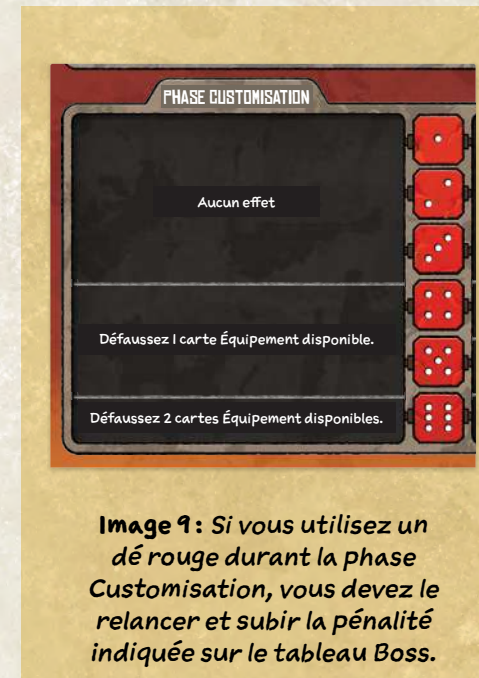 PHASE CUSTOMISATION
Aucun effet
Défaussez 1 carte Équipement disponible.
Défaussez 2 cartes Équipement disponibles.
Image 9 : Si vous utilisez un
dé rouge durant la phase
Customisation, vous devez le
relancer et subir la pénalité
indiquée sur le tableau Boss.